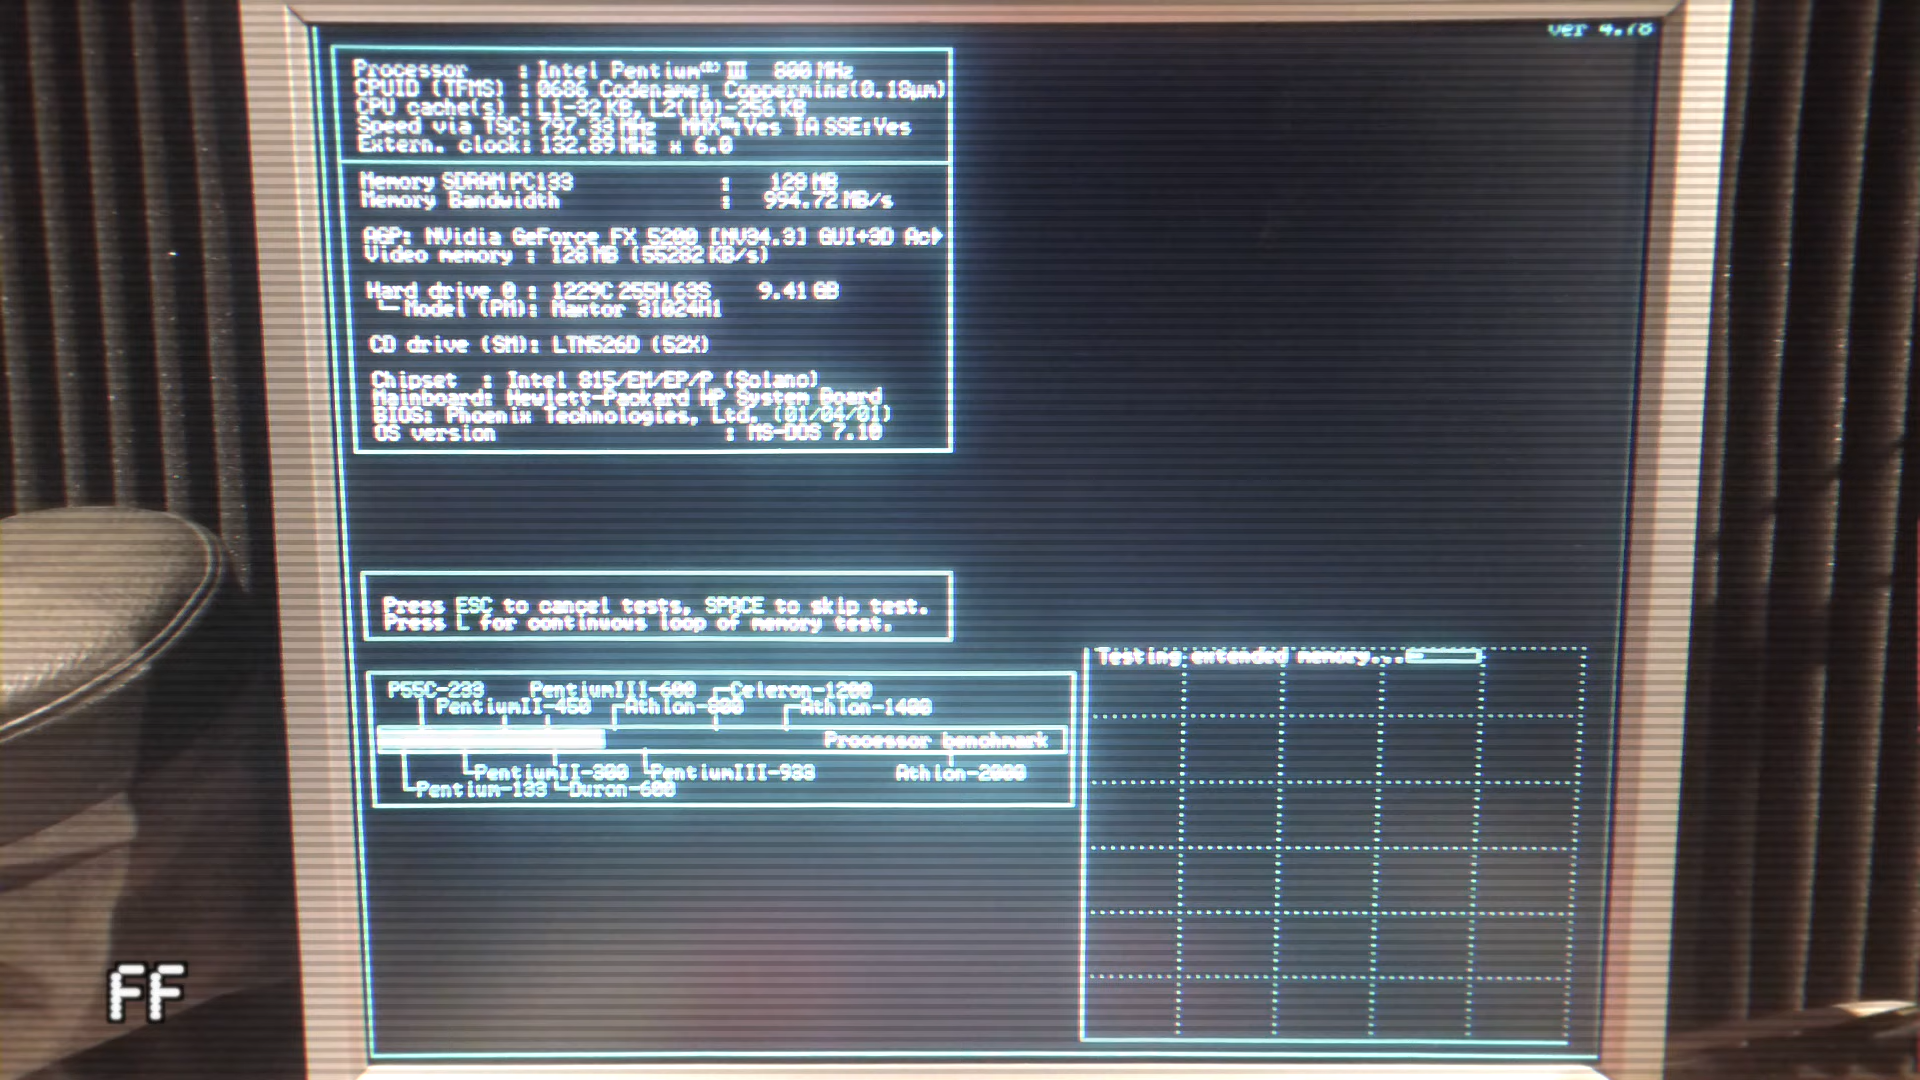 ver 4.78
Processor : Intel Pentium(R) III 800 MHz
CPUID (TFMS) : 0686 Codename: Coppermine(0.18µm)
CPU cache(s) : L1-32 KB, L2(10)-256 KB
Speed via TSC: 797.33 MHz MMX™:Yes IA SSE:Yes
Extern. clock: 132.89 MHz x 6.0
Memory SDRAM PC133 : 128 MB
Memory Bandwidth : 994.72 MB/s
AGP: NVidia GeForce FX 5200 [NV34.3] GUI+3D Ac
Video memory : 128 MB (55282 KB/s)
Hard drive 0 : 1229C 255H 63S 9.41 GB
Model (PM): Maxtor 31024H1
CD drive (SM): LTN526D (52X)
Chipset : Intel 815/EM/EP/P (Solano)
Mainboard: Hewlett-Packard HP System Board
BIOS: Phoenix Technologies, Ltd. (01/04/01)
OS version : MS-DOS 7.10
Press ESC to cancel tests, SPACE to skip test.
Press L for continuous loop of memory test.
Testing extended memory...
P55C-233 PentiumIII-600 Celeron-1200
PentiumII-450 Athlon-800 Athlon-1400
Processor benchmark
PentiumII-300 PentiumIII-933 Athlon-2000
Pentium-133 Duron-600
FF